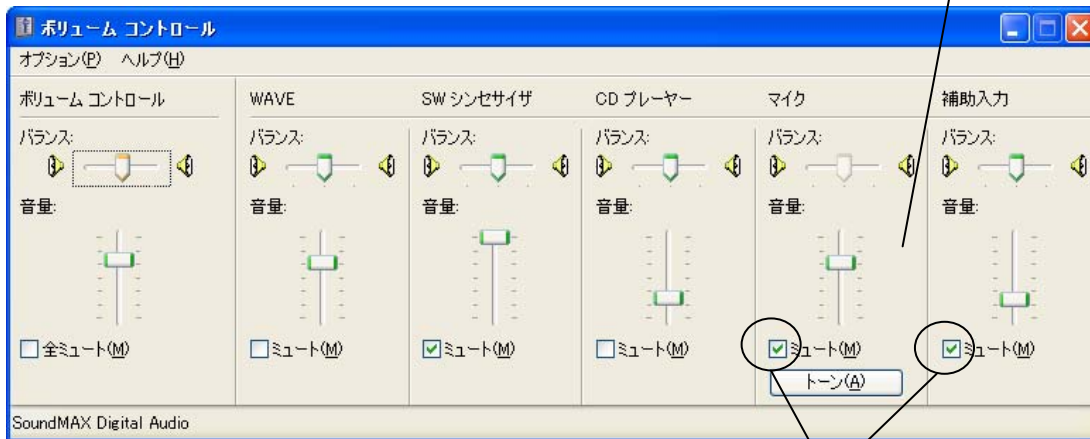 ボリューム コントロール
オプション(P) ヘルプ(H)
ボリューム コントロール
バランス:
音量:
全ミュート(M)
WAVE
バランス:
音量:
ミュート(M)
SW シンセサイザ
バランス:
音量:
ミュート(M)
CD プレーヤー
バランス:
音量:
ミュート(M)
マイク
バランス:
音量:
ミュート(M)
トーン(A)
補助入力
バランス:
音量:
ミュート(M)
SoundMAX Digital Audio